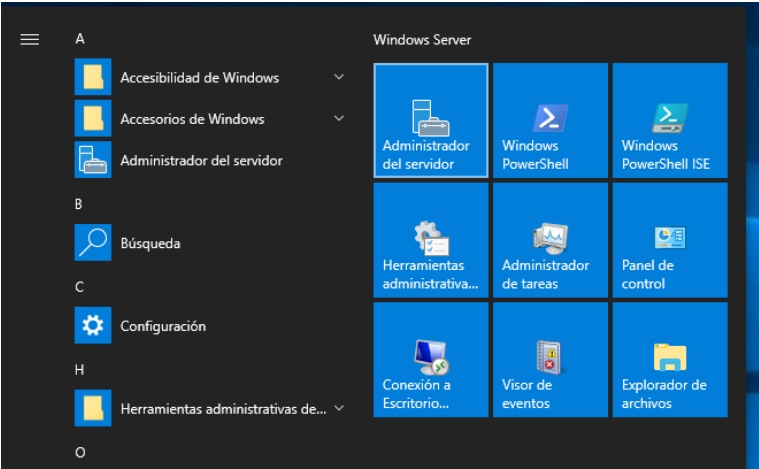 A
Accesibilidad de Windows
Accesorios de Windows
Administrador del servidor
B
Búsqueda
C
Configuración
H
Herramientas administrativas de...
O
Windows Server
Administrador
del servidor
Windows
PowerShell
Windows
PowerShell ISE
Herramientas
administrativa...
Administrador
de tareas
Panel de
control
Conexión a
Escritorio...
Visor de
eventos
Explorador de
archivos